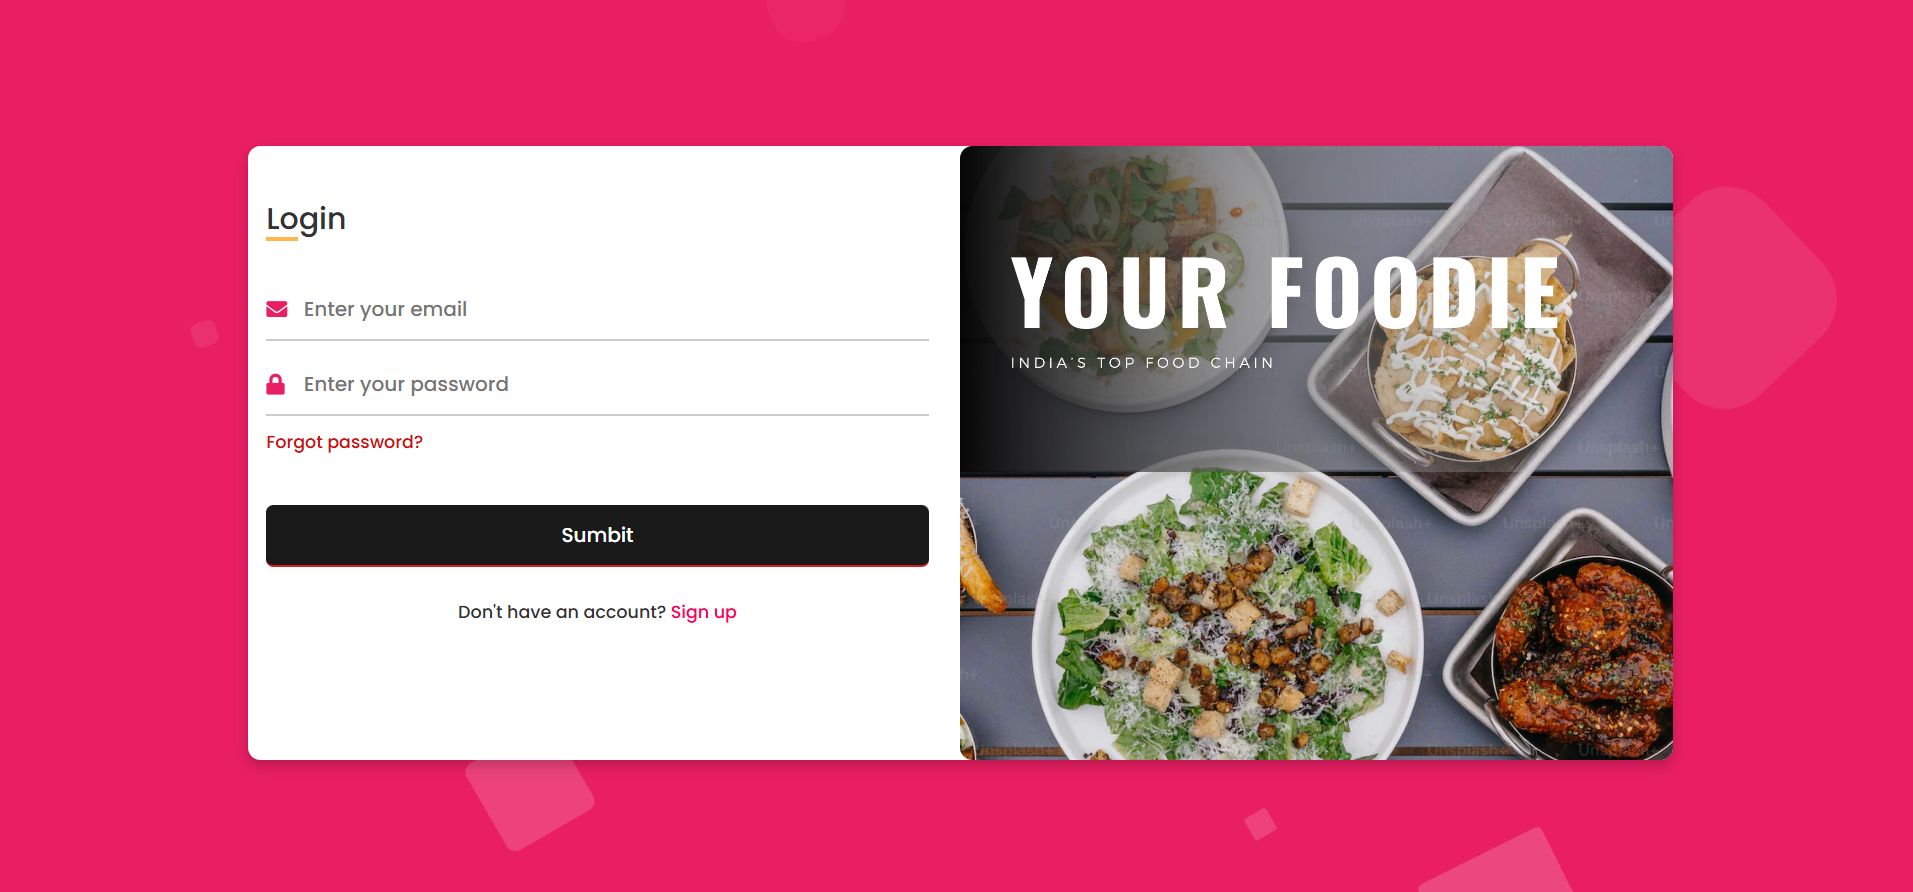 Login
Enter your email
Enter your password
Forgot password?
Sumbit
Don't have an account? Sign up
YOUR FOODIE
INDIA'S TOP FOOD CHAIN
Unsplash+